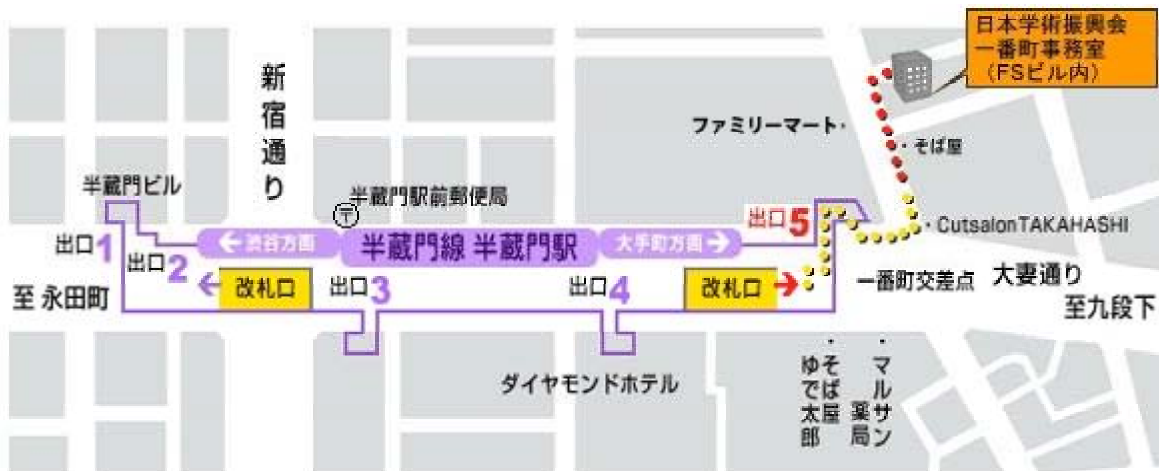 日本学術振興会
一番町事務室
（FSビル内）
新宿通り
ファミリーマート・
・そば屋
半蔵門ビル
〒
半蔵門駅前郵便局
出口5
・CutsalonTAKAHASHI
出口1
←渋谷方面
半蔵門線 半蔵門駅
大手町方面→
出口2
改札口
出口3
出口4
改札口
一番町交差点
大妻通り
至 永田町
至九段下
ダイヤモンドホテル
・そば屋
ゆで太郎
・マルサン
薬局